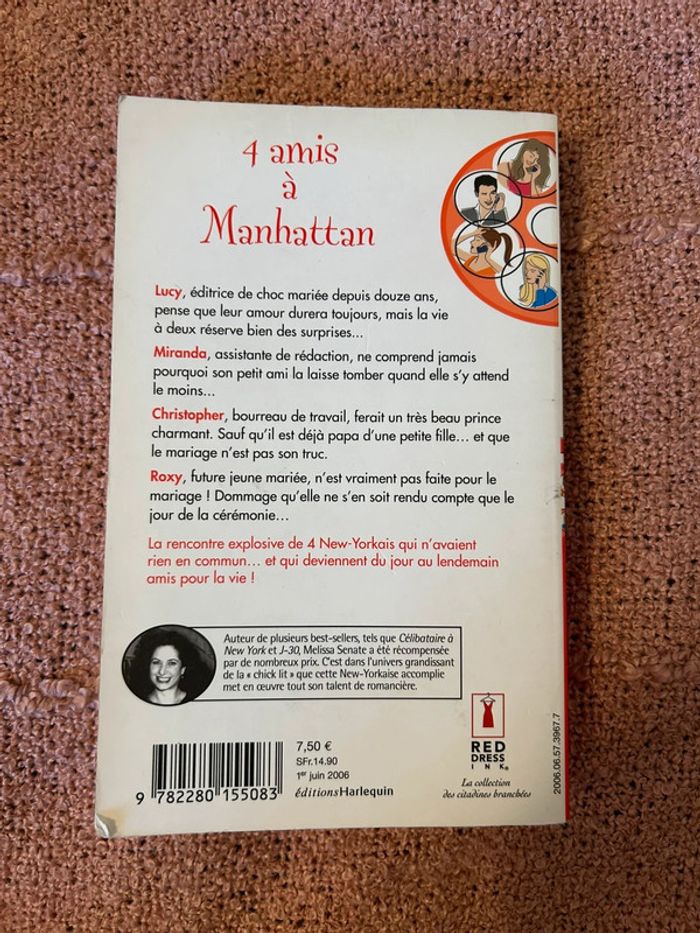 4 amis
à
Manhattan
Lucy, éditrice de choc mariée depuis douze ans,
pense que leur amour durera toujours, mais la vie
à deux réserve bien des surprises...
Miranda, assistante de rédaction, ne comprend jamais
pourquoi son petit ami la laisse tomber quand elle s'y attend
le moins...
Christopher, bourreau de travail, ferait un très beau prince
charmant. Sauf qu'il est déjà papa d'une petite fille... et que
le mariage n'est pas son truc.
Roxy, future jeune mariée, n'est vraiment pas faite pour le
mariage ! Dommage qu'elle ne s'en soit rendu compte que le
jour de la cérémonie...
La rencontre explosive de 4 New-Yorkais qui n'avaient
rien en commun... et qui deviennent du jour au lendemain
amis pour la vie !
Auteur de plusieurs best-sellers, tels que Célibataire à
New York et J-30, Melissa Senate a été récompensée
par de nombreux prix. C'est dans l'univers grandissant
de la « chick lit » que cette New-Yorkaise accomplie
met en œuvre tout son talent de romancière.
7,50 €
SFr.14.90
1er juin 2006
éditionsHarlequin
9 782280 155083
RED
DRESS
INK®
La collection
des citadines branchées
2006.06.57.3967.7